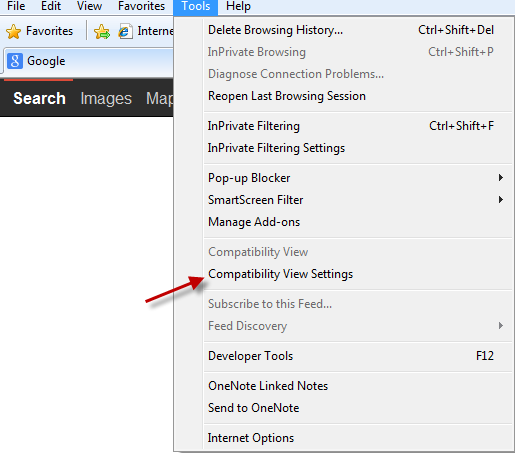 File Edit View Favorites Tools Help
Favorites Interne
Google
Search Images Map
Delete Browsing History... Ctrl+Shift+Del
InPrivate Browsing Ctrl+Shift+P
Diagnose Connection Problems...
Reopen Last Browsing Session
InPrivate Filtering Ctrl+Shift+F
InPrivate Filtering Settings
Pop-up Blocker
SmartScreen Filter
Manage Add-ons
Compatibility View
Compatibility View Settings
Subscribe to this Feed...
Feed Discovery
Developer Tools F12
OneNote Linked Notes
Send to OneNote
Internet Options